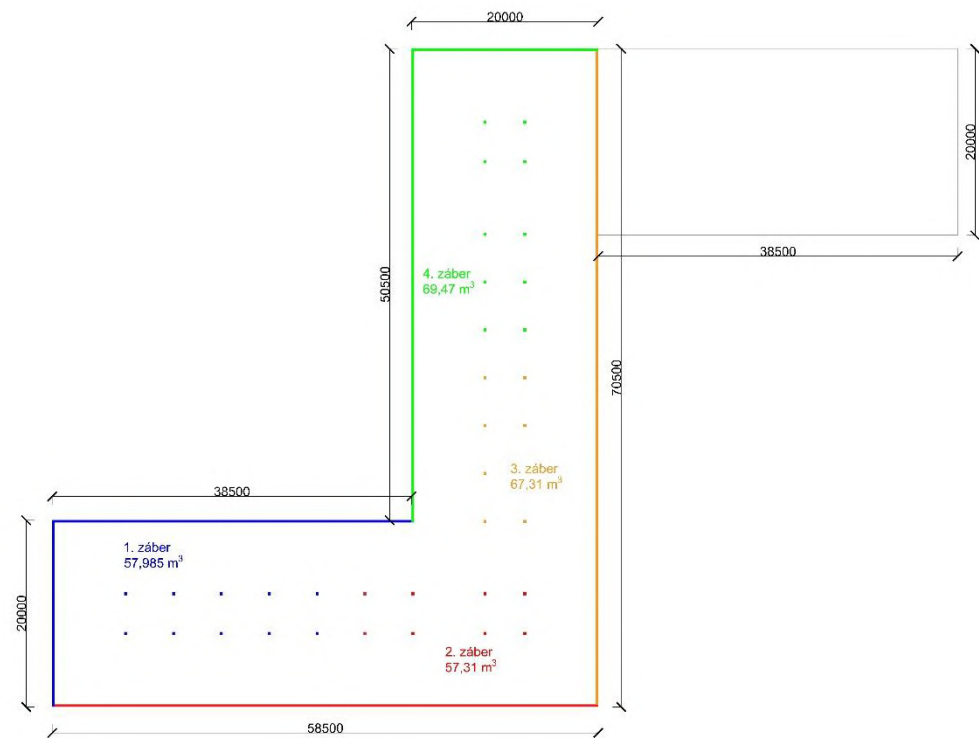 20000
20000
38500
50500
4. záber
69,47 m³
70500
3. záber
67,31 m³
38500
1. záber
57,985 m³
20000
2. záber
57,31 m³
58500